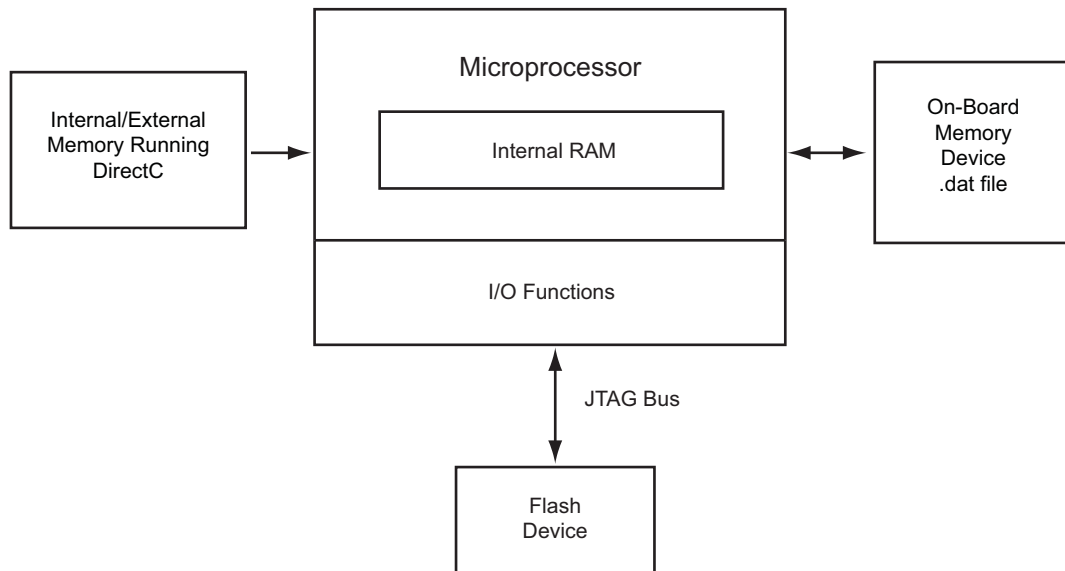 Microprocessor
Internal RAM
I/O Functions
Internal/External
Memory Running
DirectC
On-Board
Memory
Device
.dat file
JTAG Bus
Flash
Device